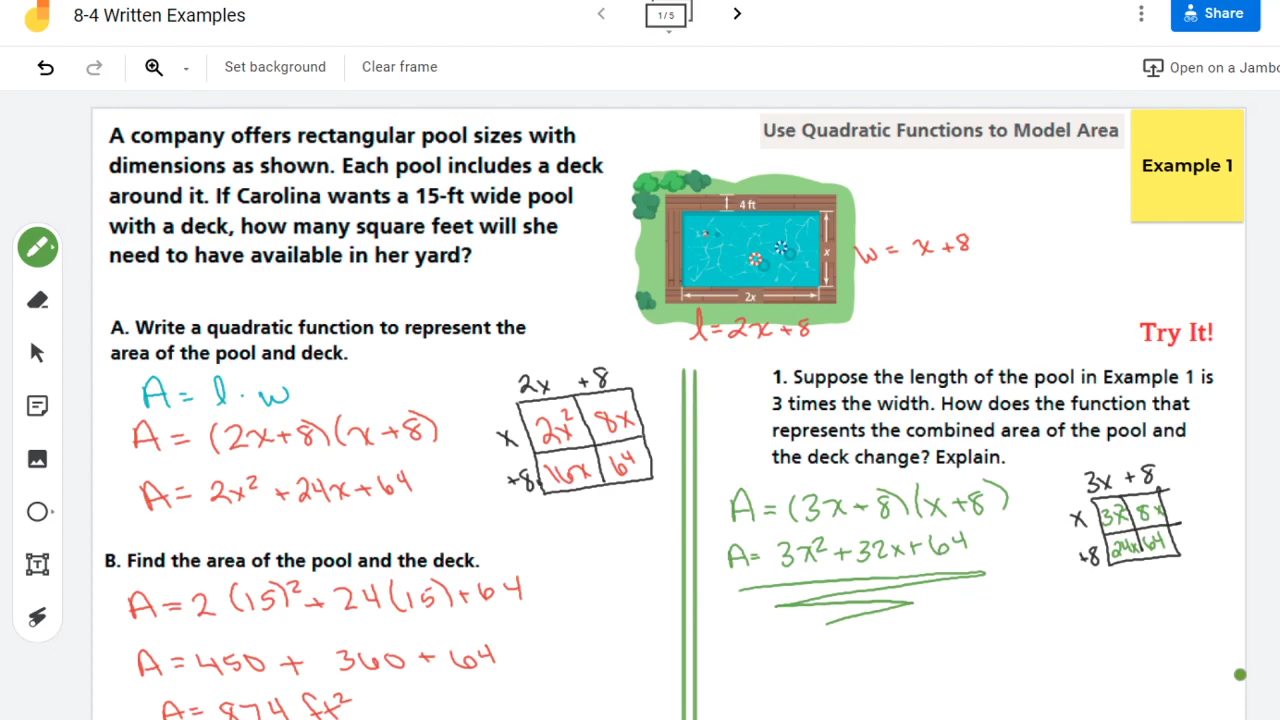 8-4 Written Examples
1 / 5
Share
Set background
Clear frame
Open on a Jambo
A company offers rectangular pool sizes with
dimensions as shown. Each pool includes a deck
around it. If Carolina wants a 15-ft wide pool
with a deck, how many square feet will she
need to have available in her yard?
Use Quadratic Functions to Model Area
Example 1
4 ft
x
2x
w = x +8
l = 2x +8
A. Write a quadratic function to represent the
area of the pool and deck.
A = l · w
A = (2x+8)(x+8)
A = 2x² +24x+64
2x +8
x 2x² 8x
+8 16x 64
B. Find the area of the pool and the deck.
A = 2 (15)² + 24 (15) + 64
A = 450 + 360 + 64
A = 874 ft²
Try It!
1. Suppose the length of the pool in Example 1 is
3 times the width. How does the function that
represents the combined area of the pool and
the deck change? Explain.
A = (3x+8)(x+8)
A = 3x² +32x+64
3x +8
x 3x² 8x
+8 24x 64